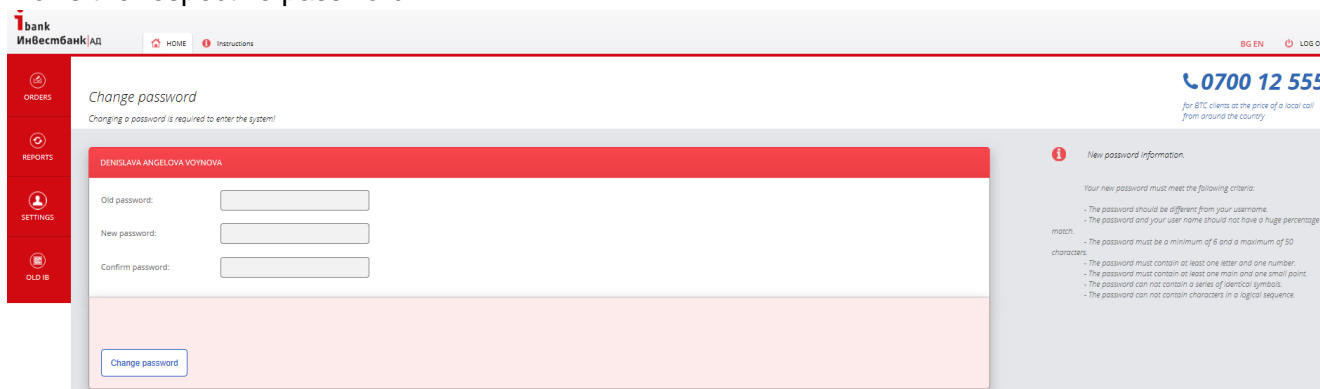 ibank
ИнВестбанк|АД
HOME
Instructions
BG EN
LOG O
ORDERS
REPORTS
SETTINGS
OLD IB
Change password
Changing a password is required to enter the system!
0700 12 555
for BTC clients at the price of a local call
from around the country
DENISLAVA ANGELOVA VOYNOVA
Old password:
New password:
Confirm password:
Change password
New password information.
Your new password must meet the following criteria:
- The password should be different from your username.
- The password and your user name should not have a huge percentage
match.
- The password must be a minimum of 6 and a maximum of 50
characters.
- The password must contain at least one letter and one number.
- The password must contain at least one main and one small point.
- The password can not contain a series of identical symbols.
- The password can not contain characters in a logical sequence.